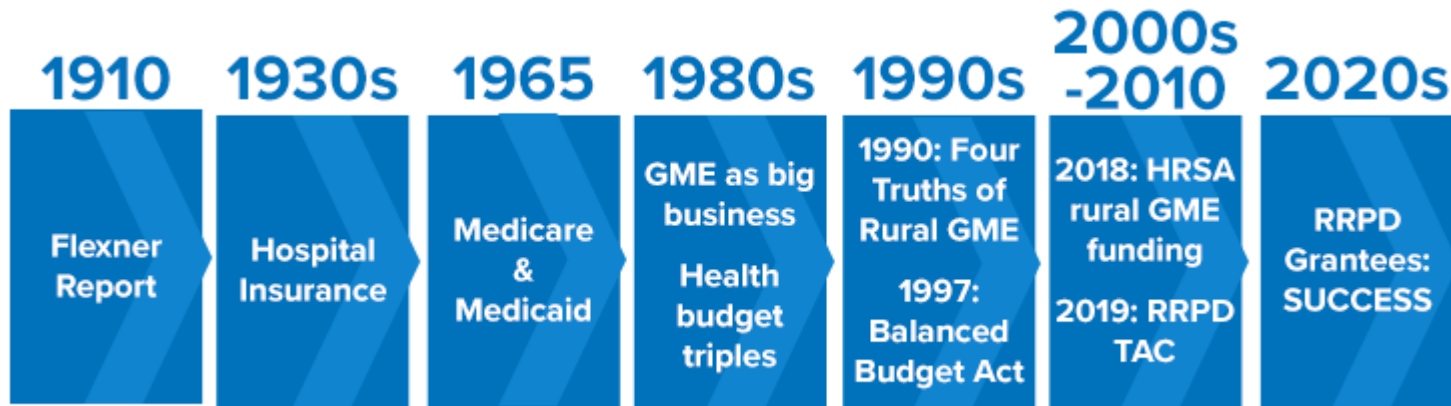 1910
Flexner
Report
1930s
Hospital
Insurance
1965
Medicare
&
Medicaid
1980s
GME as big
business
Health
budget
triples
1990s
1990: Four
Truths of
Rural GME
1997:
Balanced
Budget Act
2000s
-2010
2018: HRSA
rural GME
funding
2019: RRPD
TAC
2020s
RRPD
Grantees:
SUCCESS